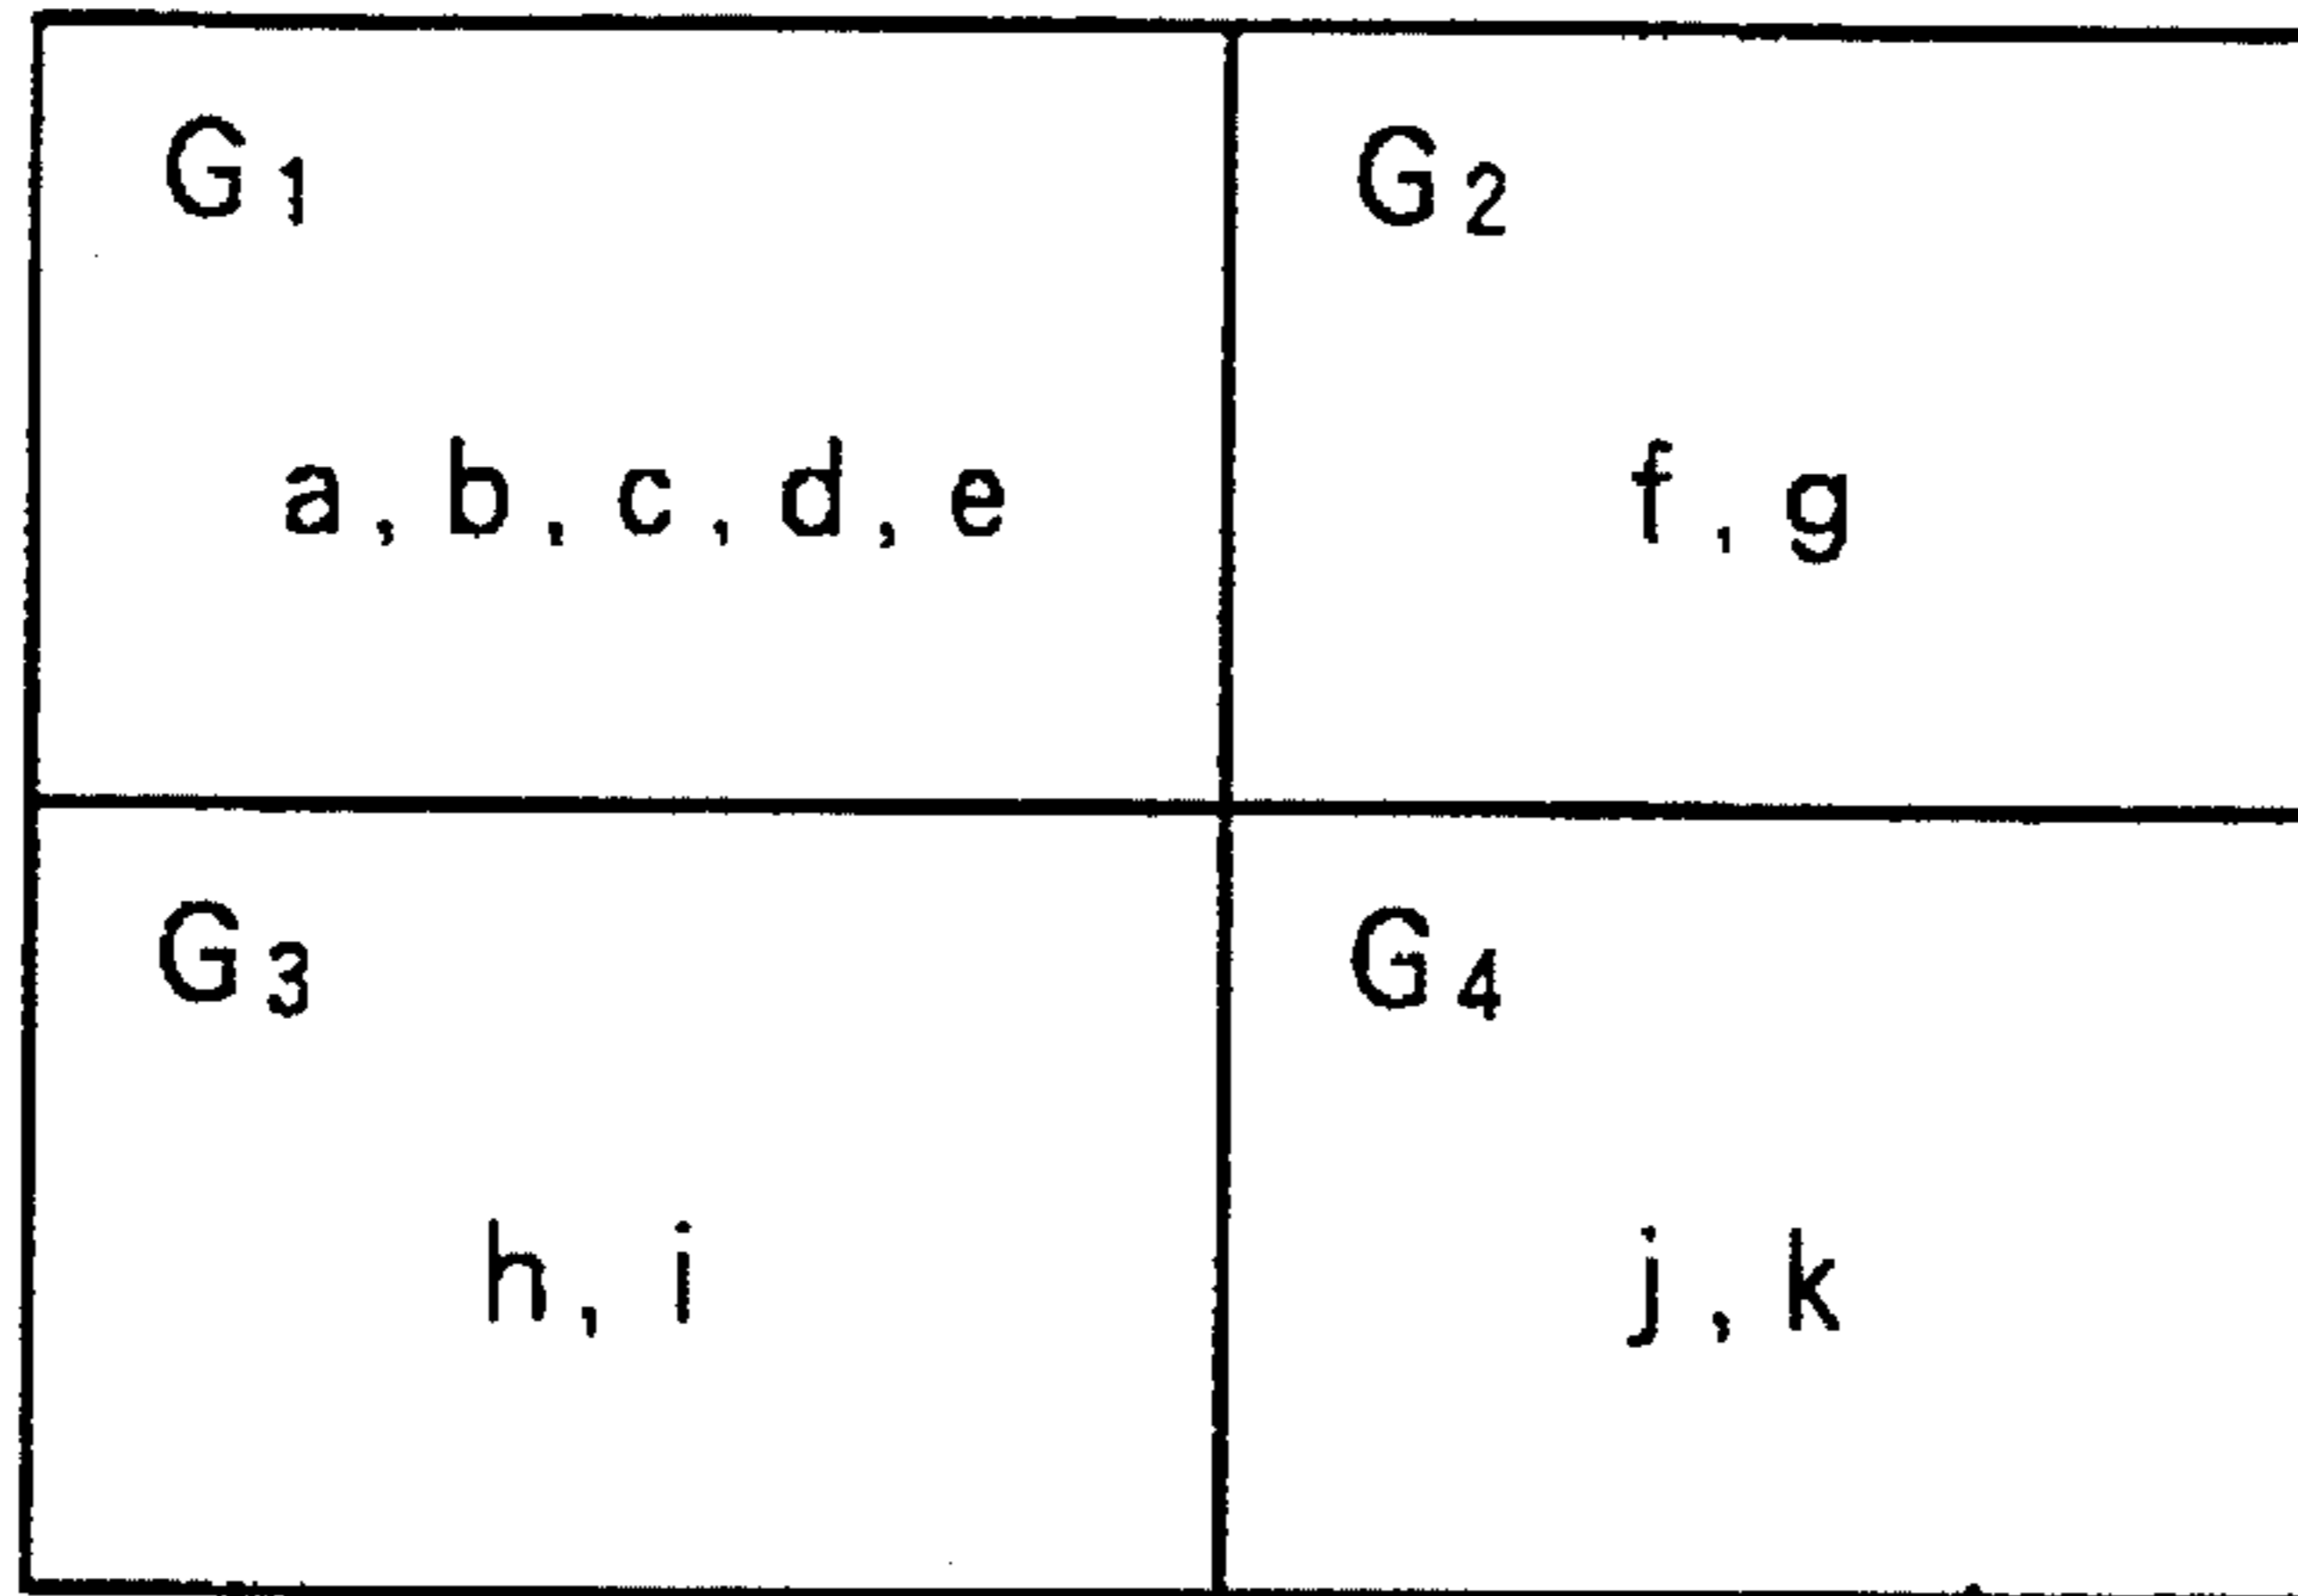 G1
G2
a, b, c, d, e
f, g
G3
G4
h, i
j, k